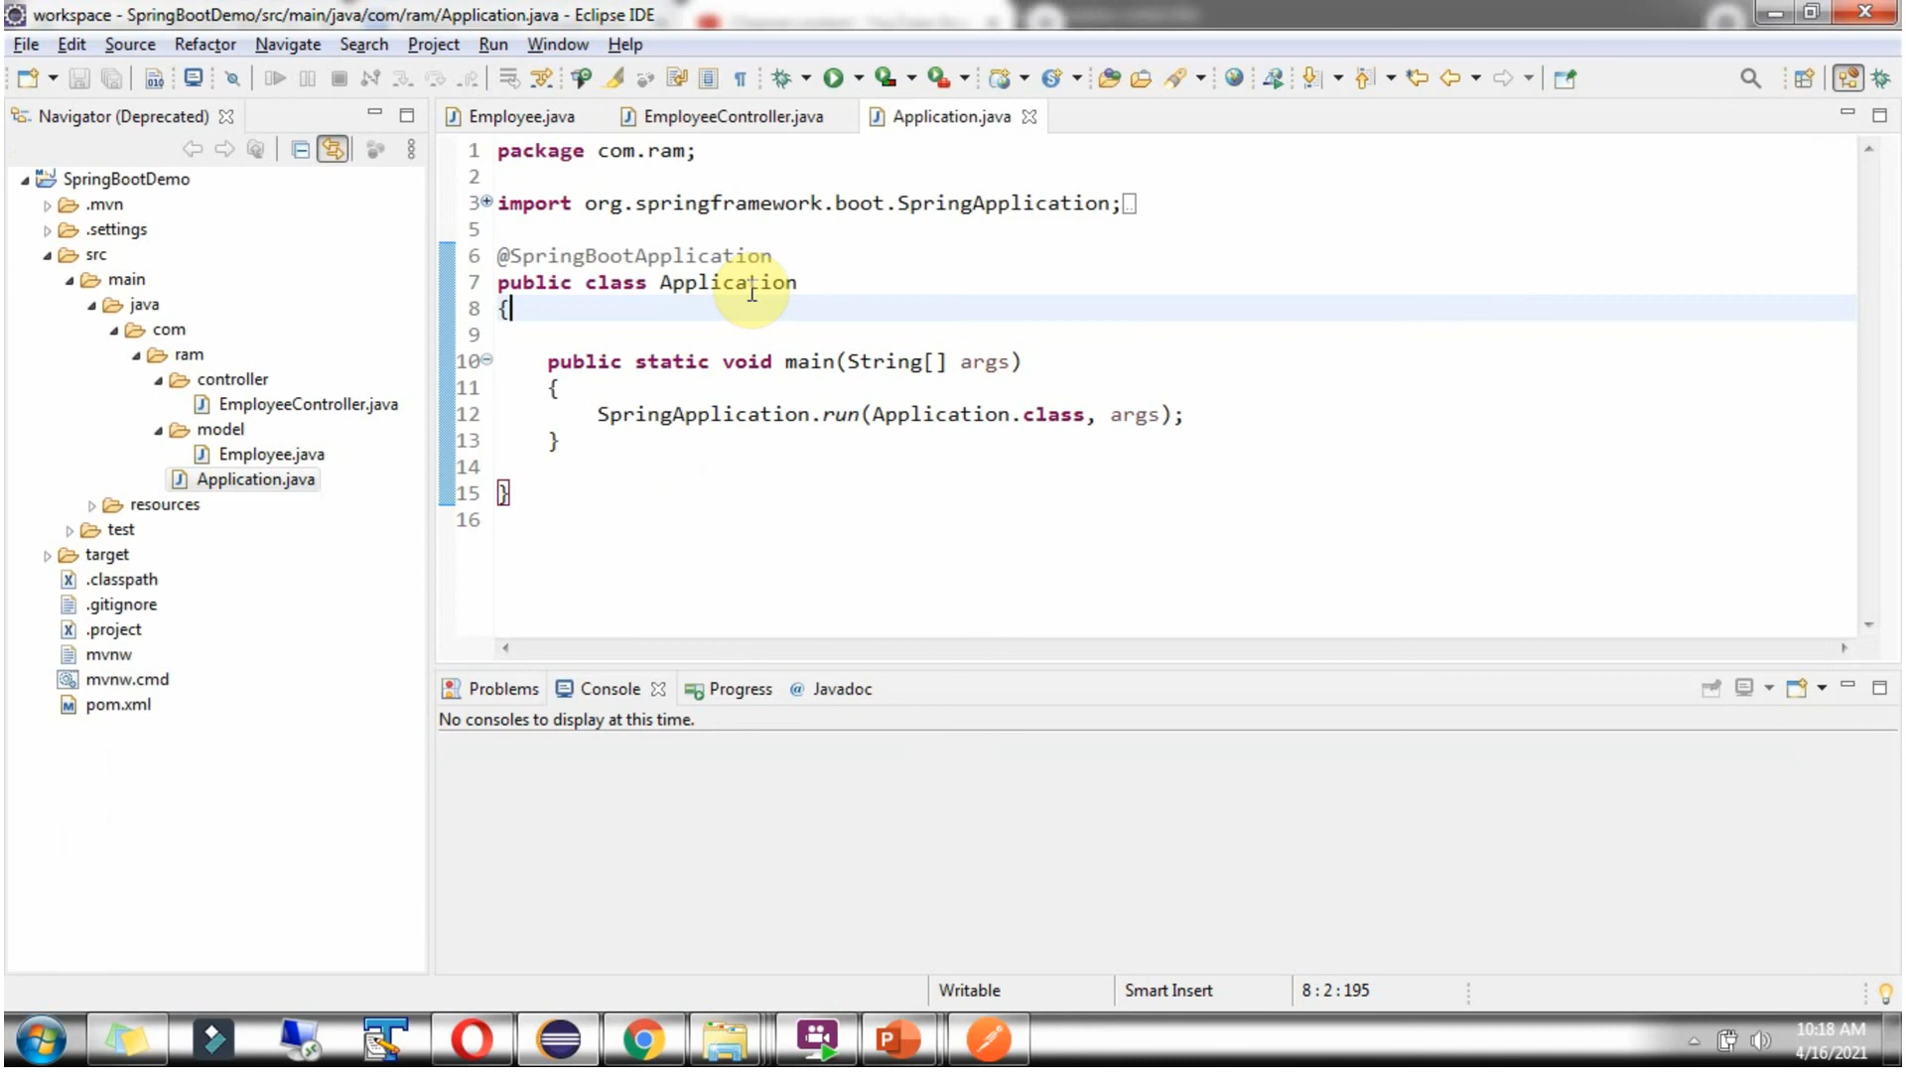 workspace - SpringBootDemo/src/main/java/com/ram/Application.java - Eclipse IDE
File Edit Source Refactor Navigate Search Project Run Window Help
Navigator (Deprecated)
SpringBootDemo
.mvn
.settings
src
main
java
com
ram
controller
EmployeeController.java
model
Employee.java
Application.java
resources
test
target
.classpath
.gitignore
.project
mvnw
mvnw.cmd
pom.xml
Employee.java EmployeeController.java Application.java
1 package com.ram;
2
3 import org.springframework.boot.SpringApplication;
5
6 @SpringBootApplication
7 public class Application
8 {
9
10 public static void main(String[] args)
11 {
12 SpringApplication.run(Application.class, args);
13 }
14
15 }
16
Problems Console Progress @ Javadoc
No consoles to display at this time.
Writable Smart Insert 8 : 2 : 195
10:18 AM
4/16/2021